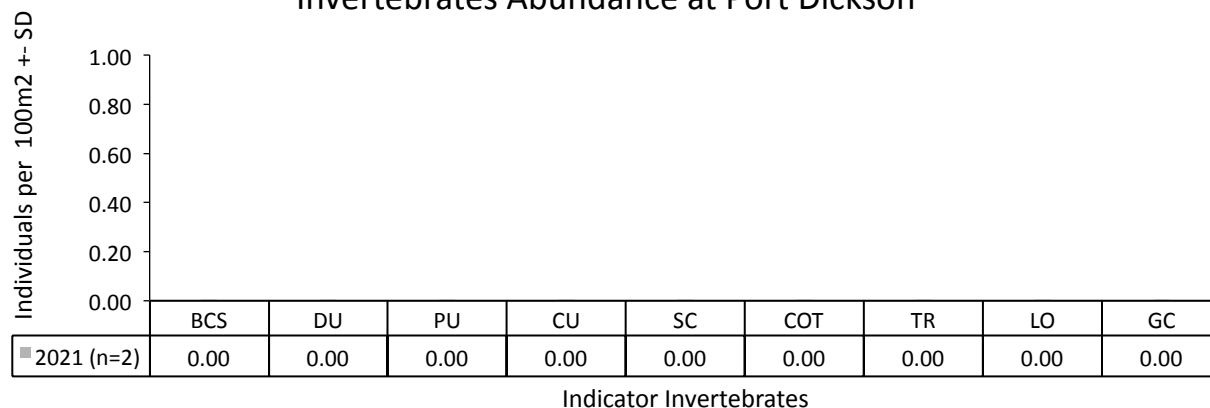 Invertebrates Abundance at Port Dickson
Individuals per 100m2 +- SD
1.00
0.80
0.60
0.40
0.20
0.00
BCS DU PU CU SC COT TR LO GC
2021 (n=2) 0.00 0.00 0.00 0.00 0.00 0.00 0.00 0.00 0.00
Indicator Invertebrates